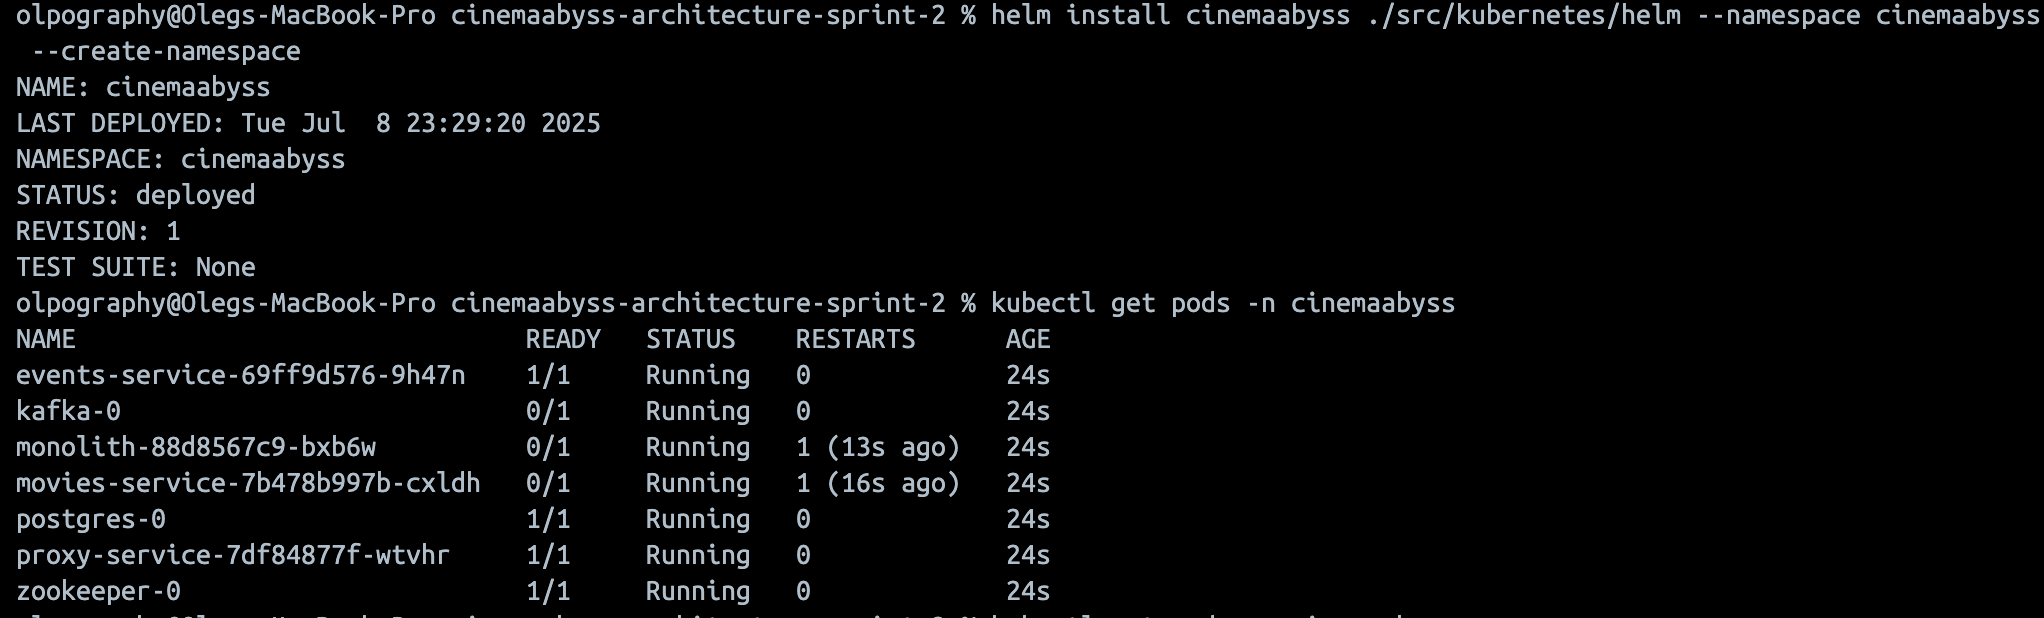 olpography@Olegs-MacBook-Pro cinemaabyss-architecture-sprint-2 % helm install cinemaabyss ./src/kubernetes/helm --namespace cinemaabyss
--create-namespace
NAME: cinemaabyss
LAST DEPLOYED: Tue Jul  8 23:29:20 2025
NAMESPACE: cinemaabyss
STATUS: deployed
REVISION: 1
TEST SUITE: None
olpography@Olegs-MacBook-Pro cinemaabyss-architecture-sprint-2 % kubectl get pods -n cinemaabyss
NAME                              READY   STATUS    RESTARTS      AGE
events-service-69ff9d576-9h47n    1/1     Running   0             24s
kafka-0                           0/1     Running   0             24s
monolith-88d8567c9-bxb6w          0/1     Running   1 (13s ago)   24s
movies-service-7b478b997b-cxldh   0/1     Running   1 (16s ago)   24s
postgres-0                        1/1     Running   0             24s
proxy-service-7df84877f-wtvhr     1/1     Running   0             24s
zookeeper-0                       1/1     Running   0             24s